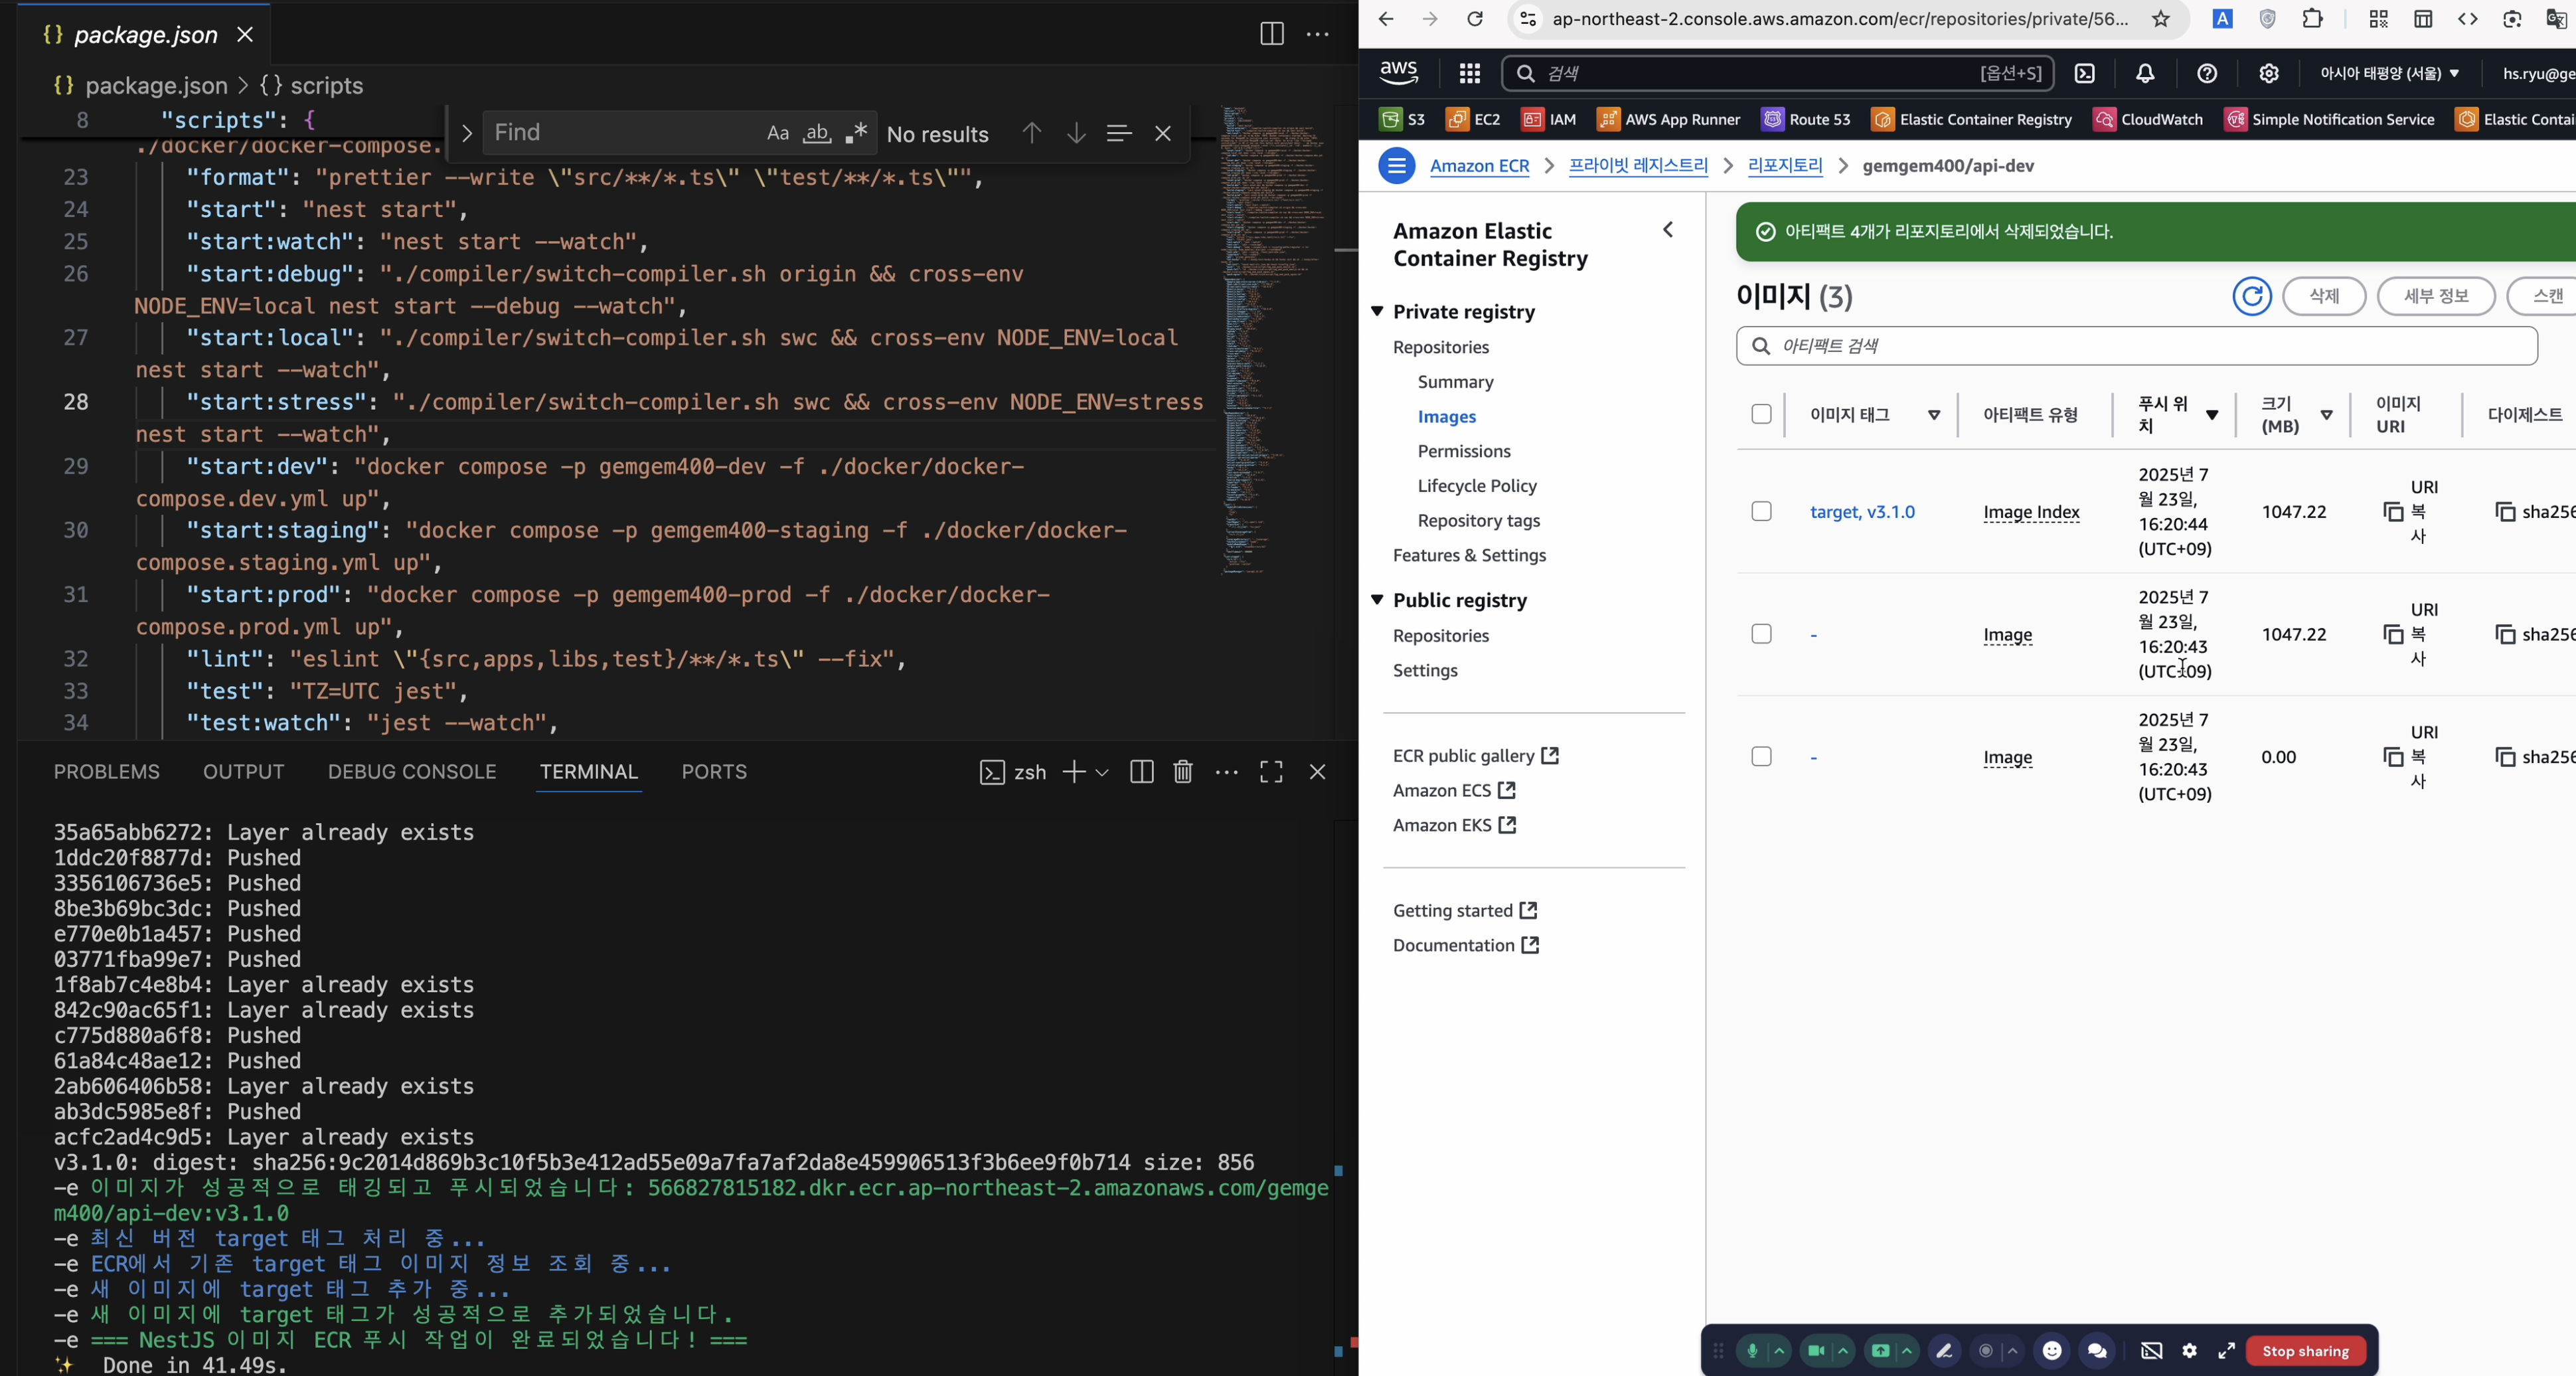 {} package.json
{} package.json > {} scripts
Find
Aa
ab
No results
8 "scripts": {
./docker/docker-compose.
23 "format": "prettier --write \"src/**/*.ts\" \"test/**/*.ts\"",
24 "start": "nest start",
25 "start:watch": "nest start --watch",
26 "start:debug": "./compiler/switch-compiler.sh origin && cross-env
NODE_ENV=local nest start --debug --watch",
27 "start:local": "./compiler/switch-compiler.sh swc && cross-env NODE_ENV=local
nest start --watch",
28 "start:stress": "./compiler/switch-compiler.sh swc && cross-env NODE_ENV=stress
nest start --watch",
29 "start:dev": "docker compose -p gemgem400-dev -f ./docker/docker-
compose.dev.yml up",
30 "start:staging": "docker compose -p gemgem400-staging -f ./docker/docker-
compose.staging.yml up",
31 "start:prod": "docker compose -p gemgem400-prod -f ./docker/docker-
compose.prod.yml up",
32 "lint": "eslint \"{src,apps,libs,test}/**/*.ts\" --fix",
33 "test": "TZ=UTC jest",
34 "test:watch": "jest --watch",
PROBLEMS OUTPUT DEBUG CONSOLE TERMINAL PORTS
zsh
35a65abb6272: Layer already exists
1ddc20f8877d: Pushed
3356106736e5: Pushed
8be3b69bc3dc: Pushed
e770e0b1a457: Pushed
03771fba99e7: Pushed
1f8ab7c4e8b4: Layer already exists
842c90ac65f1: Layer already exists
c775d880a6f8: Pushed
61a84c48ae12: Pushed
2ab606406b58: Layer already exists
ab3dc5985e8f: Pushed
acfc2ad4c9d5: Layer already exists
v3.1.0: digest: sha256:9c2014d869b3c10f5b3e412ad55e09a7fa7af2da8e459906513f3b6ee9f0b714 size: 856
-e 이미지가 성공적으로 태깅되고 푸시되었습니다: 566827815182.dkr.ecr.ap-northeast-2.amazonaws.com/gemge
m400/api-dev:v3.1.0
-e 최신 버전 target 태그 처리 중...
-e ECR에서 기존 target 태그 이미지 정보 조회 중...
-e 새 이미지에 target 태그 추가 중...
-e 새 이미지에 target 태그가 성공적으로 추가되었습니다.
-e === NestJS 이미지 ECR 푸시 작업이 완료되었습니다! ===
✨ Done in 41.49s.
ap-northeast-2.console.aws.amazon.com/ecr/repositories/private/56...
aws
검색 [옵션+S]
아시아 태평양 (서울)
hs.ryu@ge
S3 EC2 IAM AWS App Runner Route 53 Elastic Container Registry CloudWatch Simple Notification Service Elastic Contai
Amazon ECR > 프라이빗 레지스트리 > 리포지토리 > gemgem400/api-dev
Amazon Elastic
Container Registry
Private registry
Repositories
Summary
Images
Permissions
Lifecycle Policy
Repository tags
Features & Settings
Public registry
Repositories
Settings
ECR public gallery
Amazon ECS
Amazon EKS
Getting started
Documentation
아티팩트 4개가 리포지토리에서 삭제되었습니다.
이미지 (3)
삭제 세부 정보 스캔
아티팩트 검색
이미지 태그
아티팩트 유형
푸시 위
치
크기
(MB)
이미지
URI
다이제스트
target, v3.1.0
Image Index
2025년 7
월 23일,
16:20:44
(UTC+09)
1047.22
URI
복
사
sha256
-
Image
2025년 7
월 23일,
16:20:43
(UTC+09)
1047.22
URI
복
사
sha256
-
Image
2025년 7
월 23일,
16:20:43
(UTC+09)
0.00
URI
복
사
sha256
Stop sharing